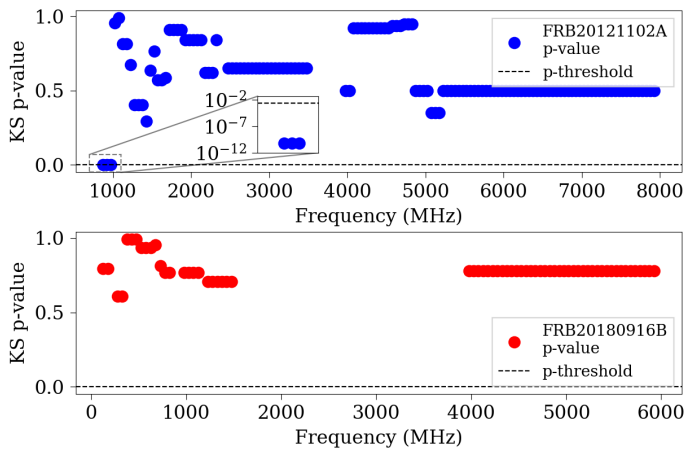 KS p-value
1.0
0.5
0.0
FRB20121102A
p-value
p-threshold
10⁻²
10⁻⁷
10⁻¹²
1000 2000 3000 4000 5000 6000 7000 8000
Frequency (MHz)
KS p-value
1.0
0.5
0.0
FRB20180916B
p-value
p-threshold
0 1000 2000 3000 4000 5000 6000
Frequency (MHz)